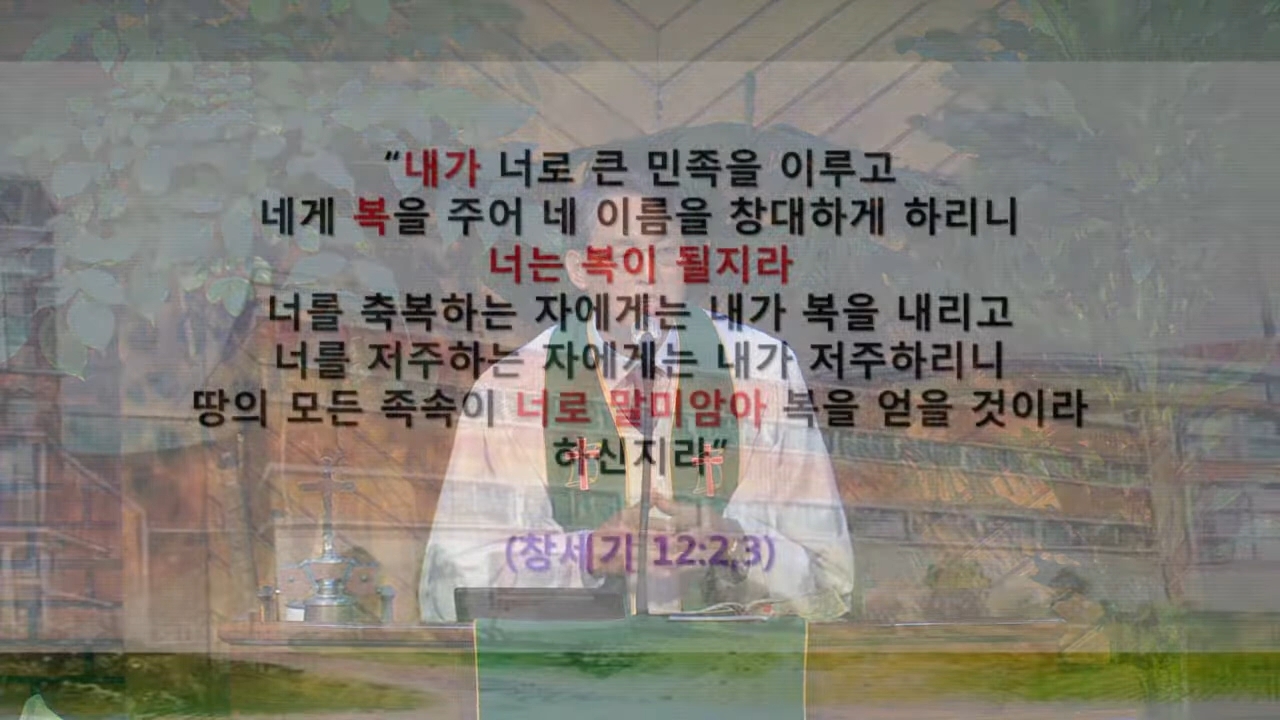 “내가 너로 큰 민족을 이루고
네게 복을 주어 네 이름을 창대하게 하리니
너는 복이 될지라
너를 축복하는 자에게는 내가 복을 내리고
너를 저주하는 자에게는 내가 저주하리니
땅의 모든 족속이 너로 말미암아 복을 얻을 것이라
하신지라”
(창세기 12:2,3)